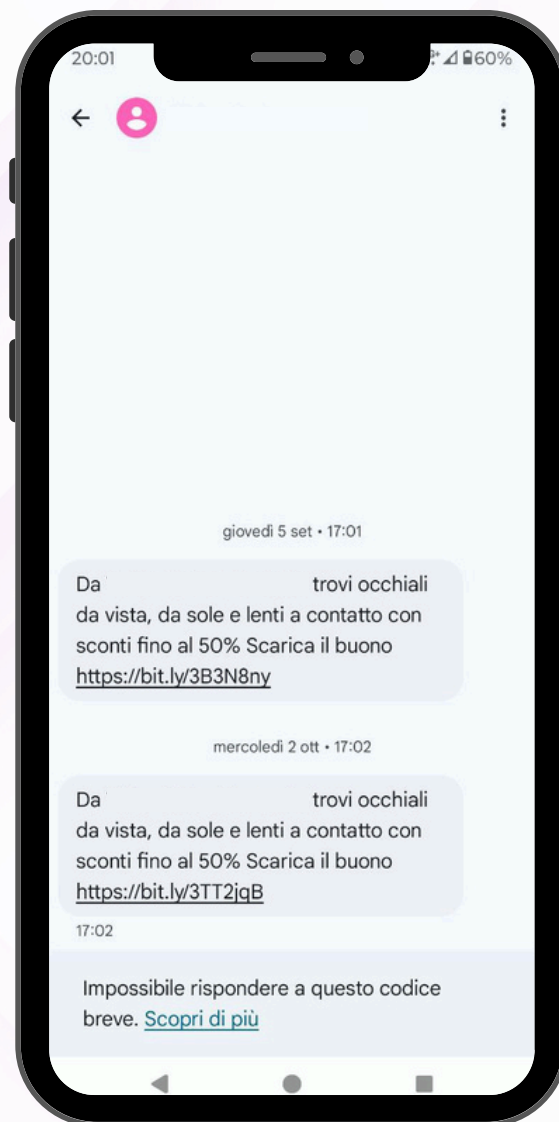 20:01
60%
giovedì 5 set • 17:01
Da trovi occhiali
da vista, da sole e lenti a contatto con
sconti fino al 50% Scarica il buono
https://bit.ly/3B3N8ny
mercoledì 2 ott • 17:02
Da trovi occhiali
da vista, da sole e lenti a contatto con
sconti fino al 50% Scarica il buono
https://bit.ly/3TT2jqB
17:02
Impossibile rispondere a questo codice
breve. Scopri di più